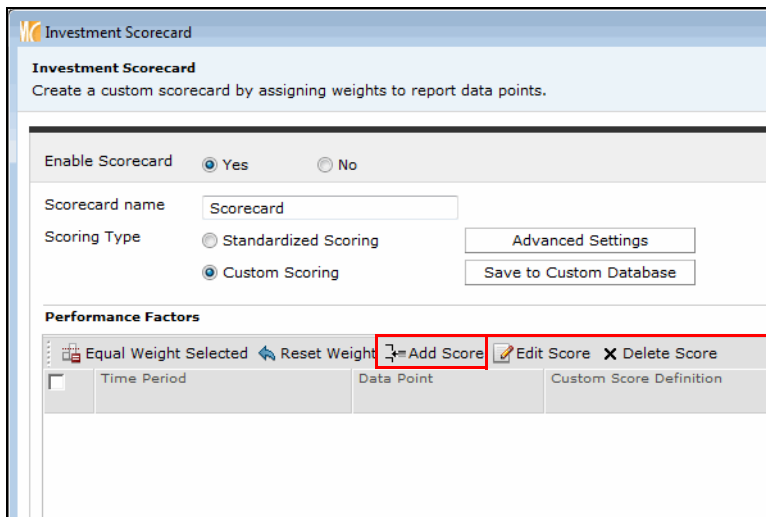 Investment Scorecard
Investment Scorecard
Create a custom scorecard by assigning weights to report data points.
Enable Scorecard Yes No
Scorecard name Scorecard
Scoring Type Standardized Scoring Advanced Settings
Custom Scoring Save to Custom Database
Performance Factors
Equal Weight Selected Reset Weight Add Score Edit Score Delete Score
Time Period Data Point Custom Score Definition